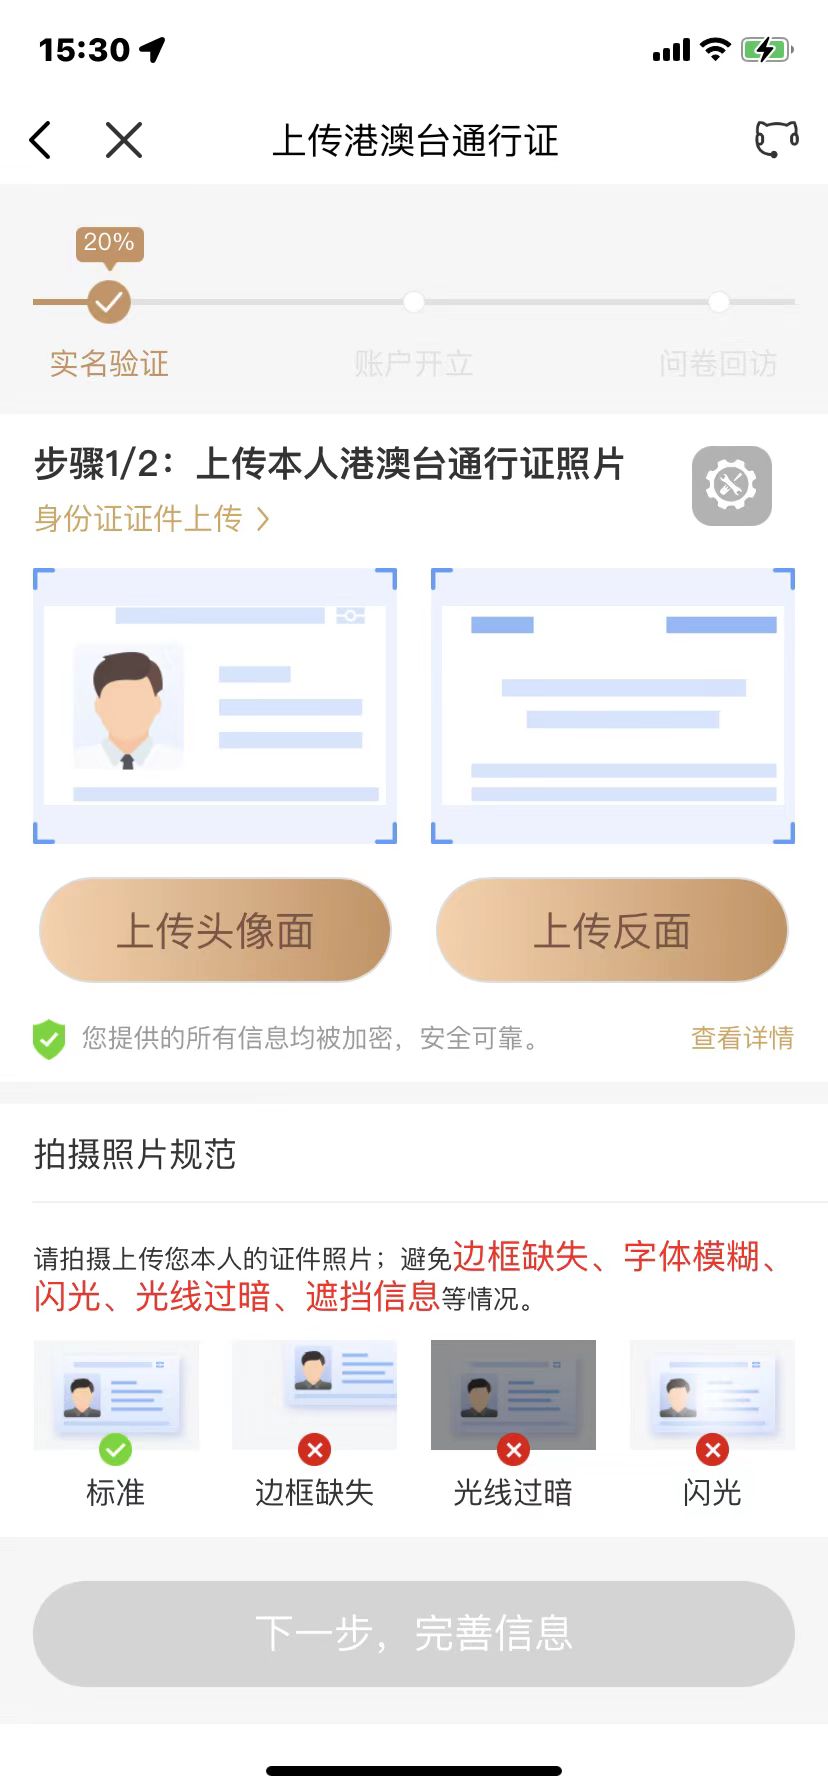 15:30
上传港澳台通行证
20%
实名验证
账户开立
问卷回访
步骤1/2：上传本人港澳台通行证照片
身份证证件上传
上传头像面
上传反面
您提供的所有信息均被加密，安全可靠。
查看详情
拍摄照片规范
请拍摄上传您本人的证件照片；避免边框缺失、字体模糊、
闪光、光线过暗、遮挡信息等情况。
标准
边框缺失
光线过暗
闪光
下一步，完善信息